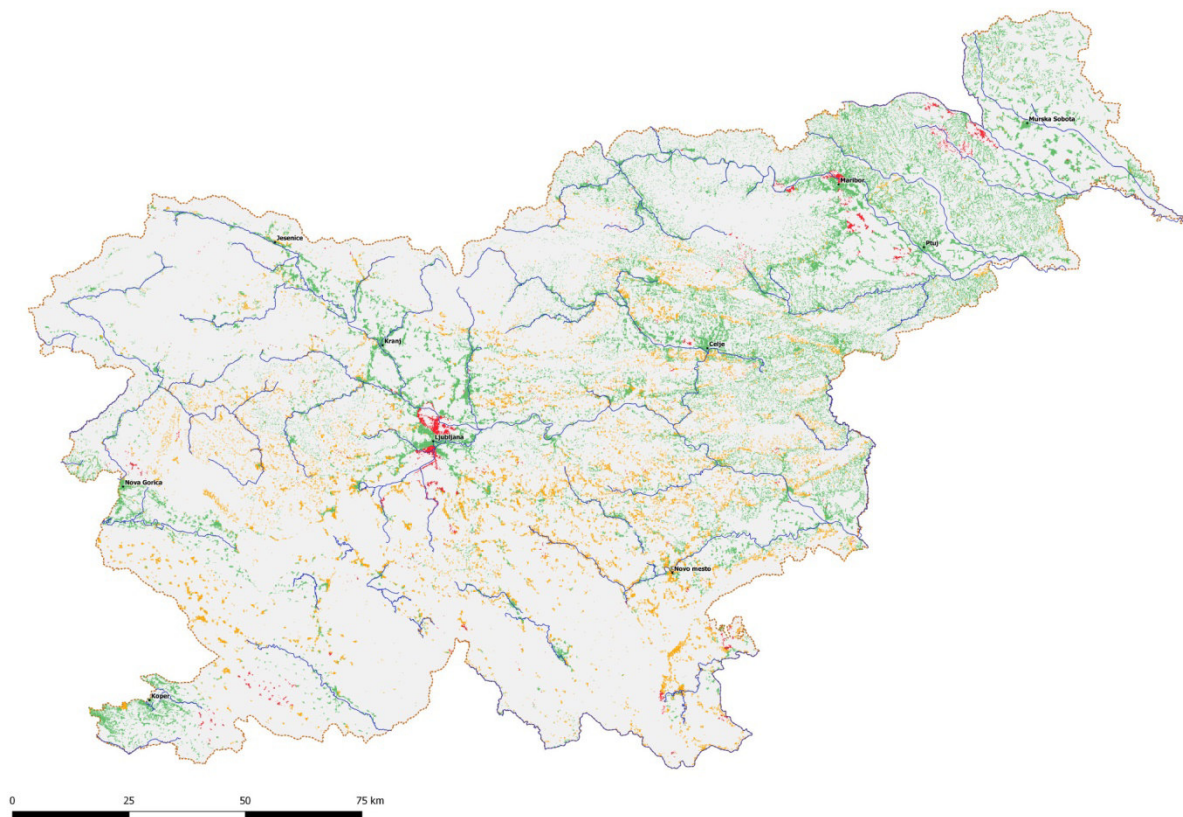 Murska Sobota
Maribor
Ptuj
Jesenice
Kranj
Celje
Ljubljana
Nova Gorica
Novo mesto
Koper
0 25 50 75 km